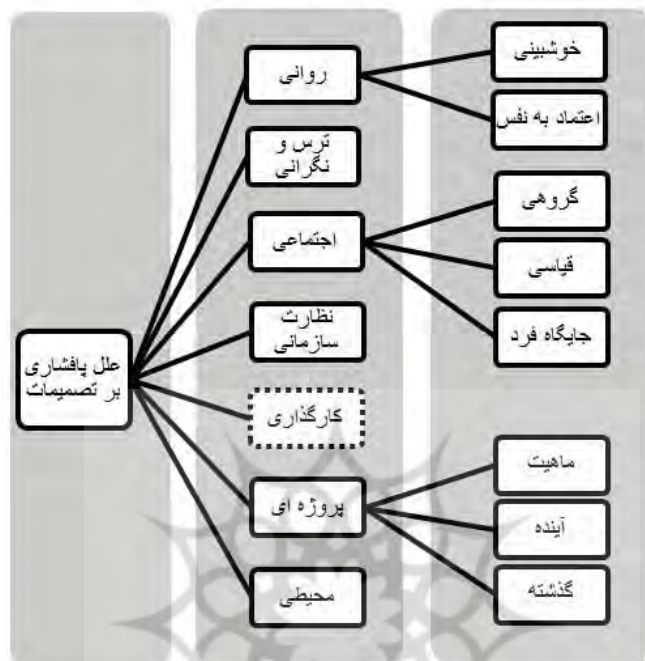 علل پافشاری
بر تصمیمات
روانی
ترس و
نگرانی
اجتماعی
نظارت
سازمانی
کارگذاری
پروژه ای
محیطی
خوشبینی
اعتماد به نفس
گروهی
قیاسی
جایگاه فرد
ماهیت
آینده
گذشته